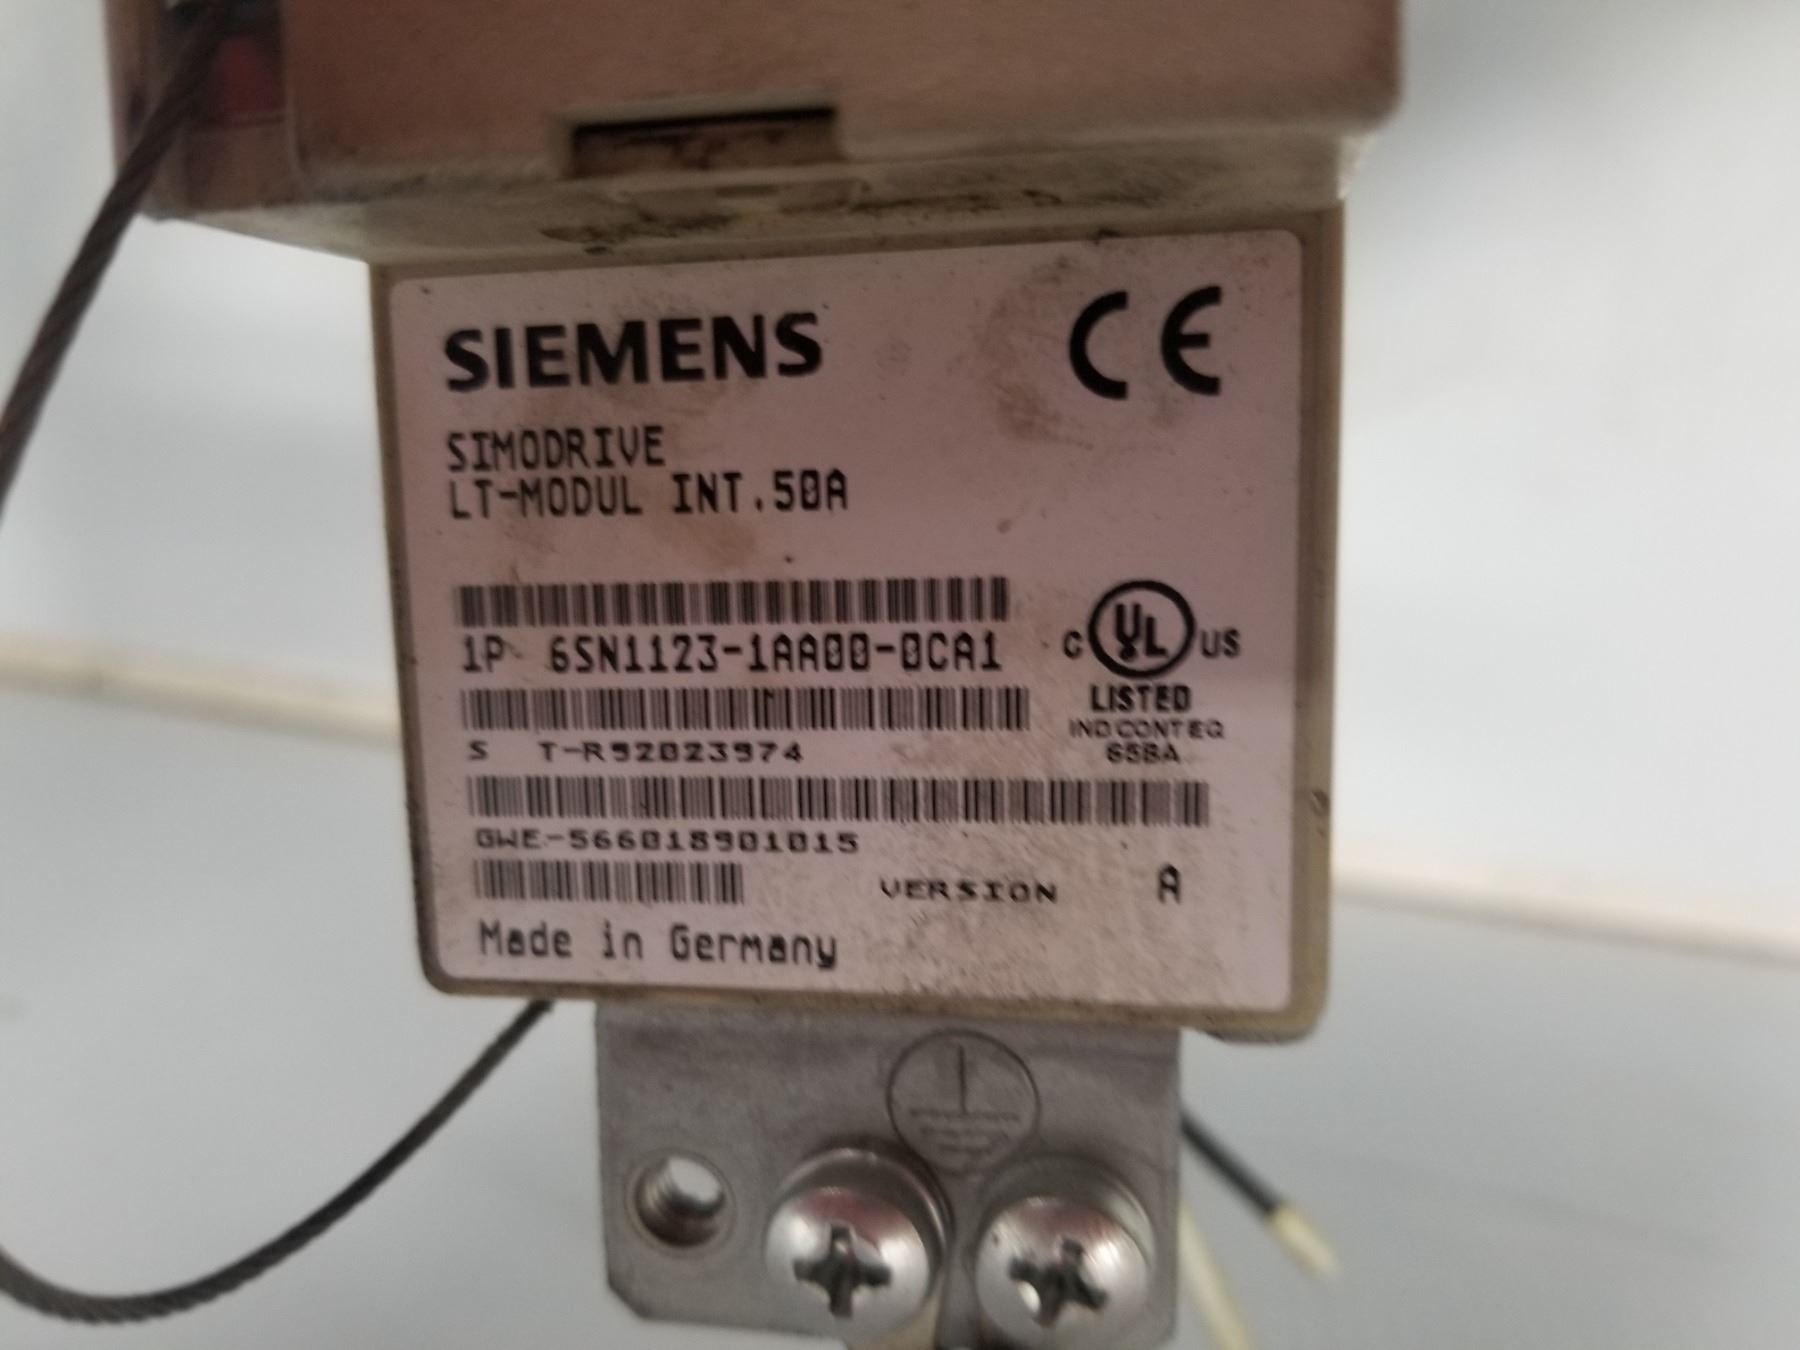 SIEMENS
CE
SIMODRIVE
LT-MODUL INT.50A
1P 6SN1123-1AA00-0CA1
C UL US
LISTED
IND CONT EQ
65BA
S T-R92023974
GWE-566018901015
VERSION A
Made in Germany